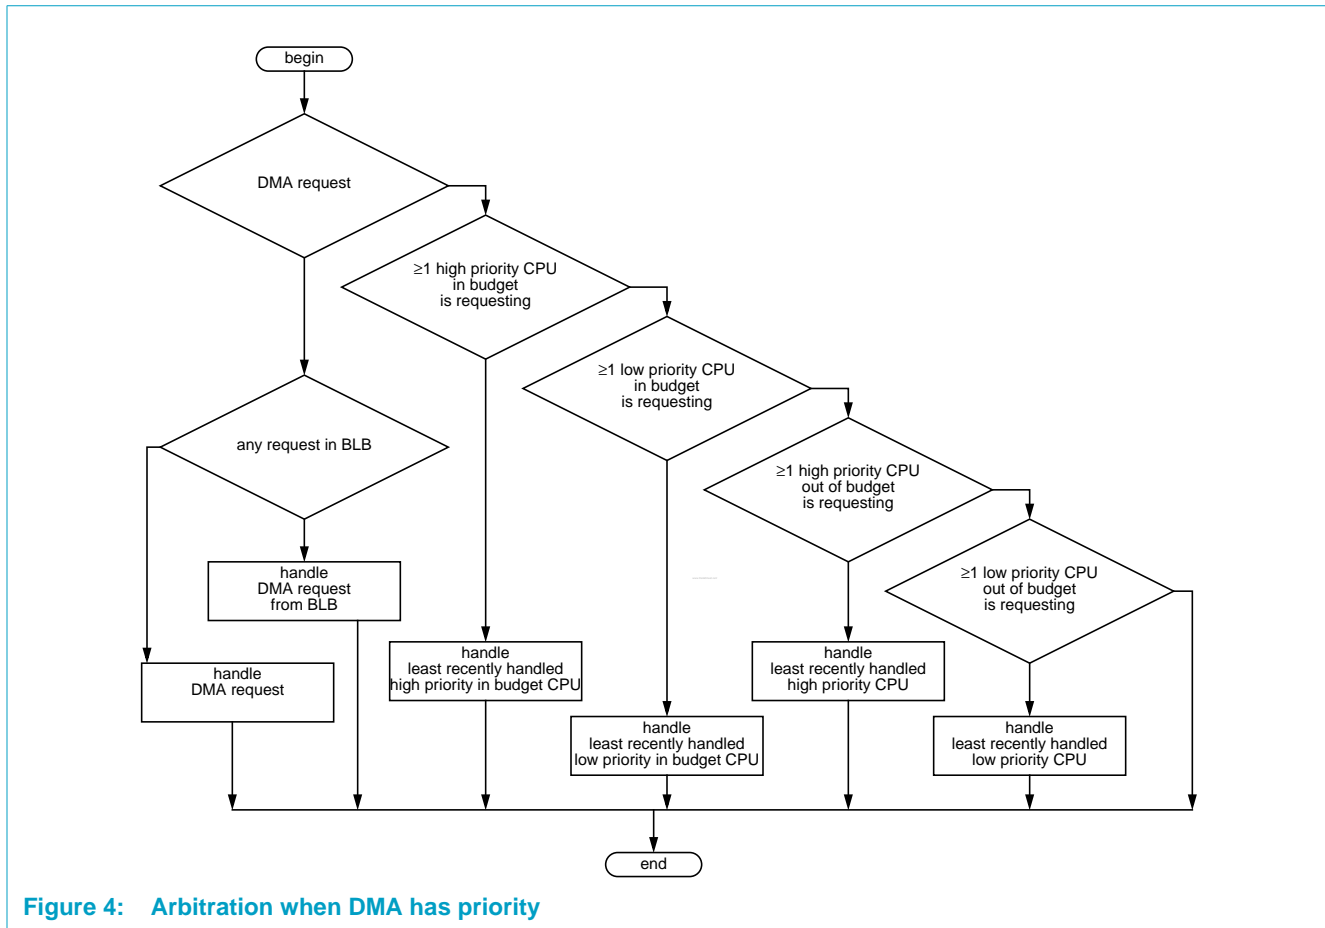 begin
DMA request
≥1 high priority CPU
in budget
is requesting
≥1 low priority CPU
in budget
is requesting
any request in BLB
≥1 high priority CPU
out of budget
is requesting
≥1 low priority CPU
out of budget
is requesting
handle
DMA request
from BLB
handle
DMA request
handle
least recently handled
high priority in budget CPU
handle
least recently handled
low priority in budget CPU
handle
least recently handled
high priority CPU
handle
least recently handled
low priority CPU
end
Figure 4: Arbitration when DMA has priority